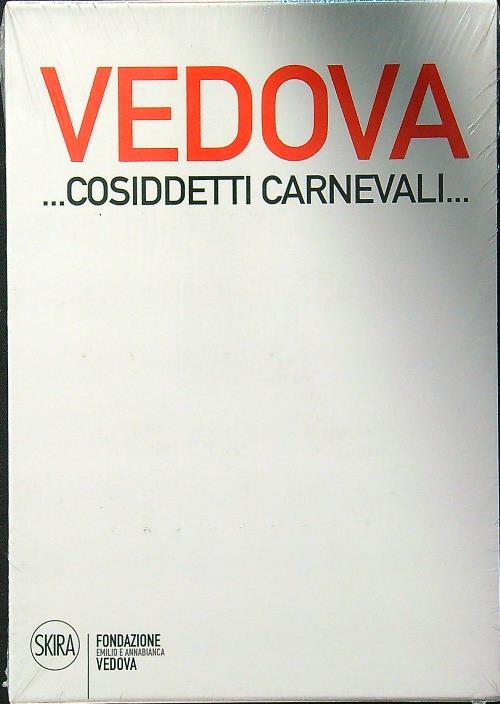 VEDOVA
...COSIDDETTI CARNEVALI...
SKIRA
FONDAZIONE
EMILIO E ANNABIANCA
VEDOVA